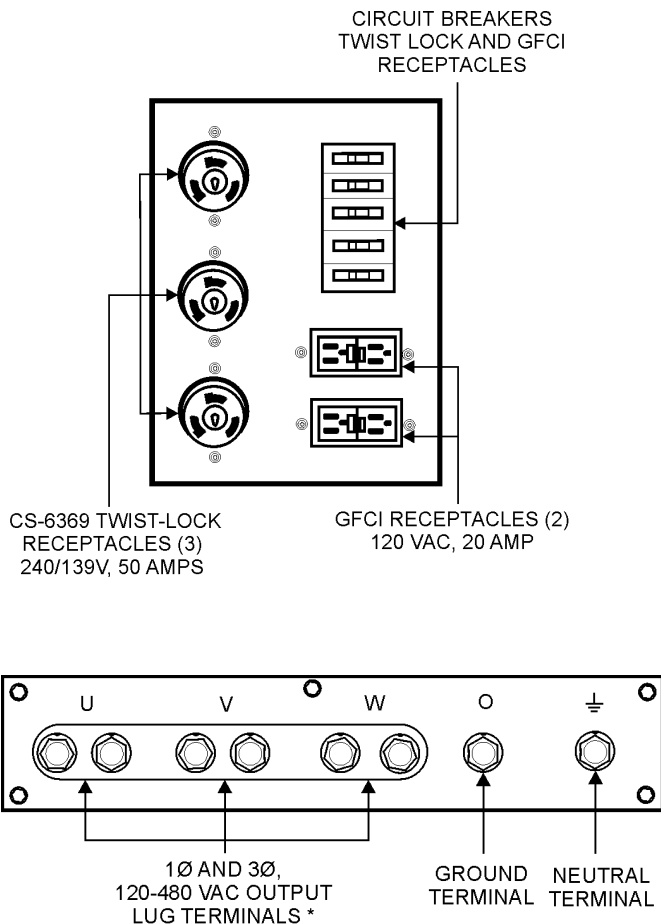 CIRCUIT BREAKERS
TWIST LOCK AND GFCI
RECEPTACLES
CS-6369 TWIST-LOCK
RECEPTACLES (3)
240/139V, 50 AMPS
GFCI RECEPTACLES (2)
120 VAC, 20 AMP
U V W O
1Ø AND 3Ø,
120-480 VAC OUTPUT
LUG TERMINALS *
GROUND
TERMINAL
NEUTRAL
TERMINAL